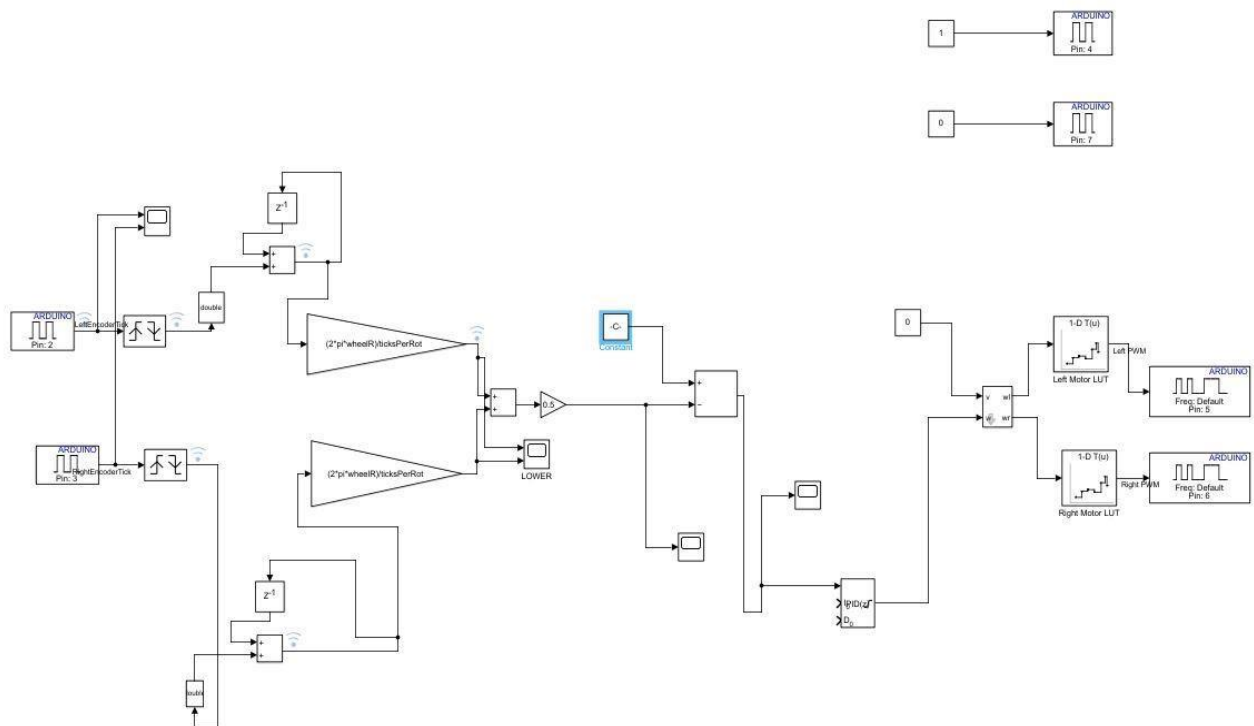 1
ARDUINO
Pin: 4
0
ARDUINO
Pin: 7
Z-1
+
+
double
ARDUINO
LeftEncoderTick
Pin: 2
(2*pi*wheelR)/ticksPerRot
-C-
Constant
0
1-D T(u)
Left PWM
Left Motor LUT
ARDUINO
Freq: Default
Pin: 5
+
+
0.5
+
−
v
wl
w
wr
ARDUINO
RightEncoderTick
Pin: 3
(2*pi*wheelR)/ticksPerRot
LOWER
1-D T(u)
Right PWM
Right Motor LUT
ARDUINO
Freq: Default
Pin: 6
Z-1
PID(z)
D0
+
+
double